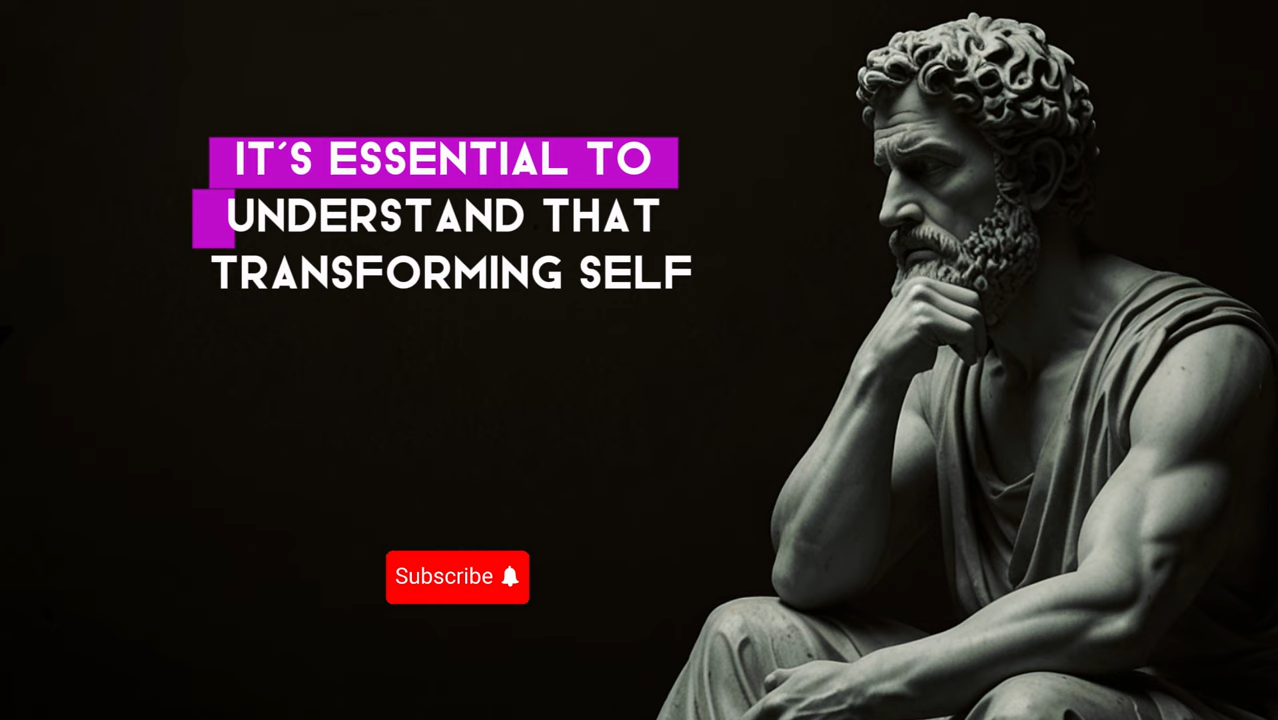 IT'S ESSENTIAL TO
UNDERSTAND THAT
TRANSFORMING SELF
Subscribe